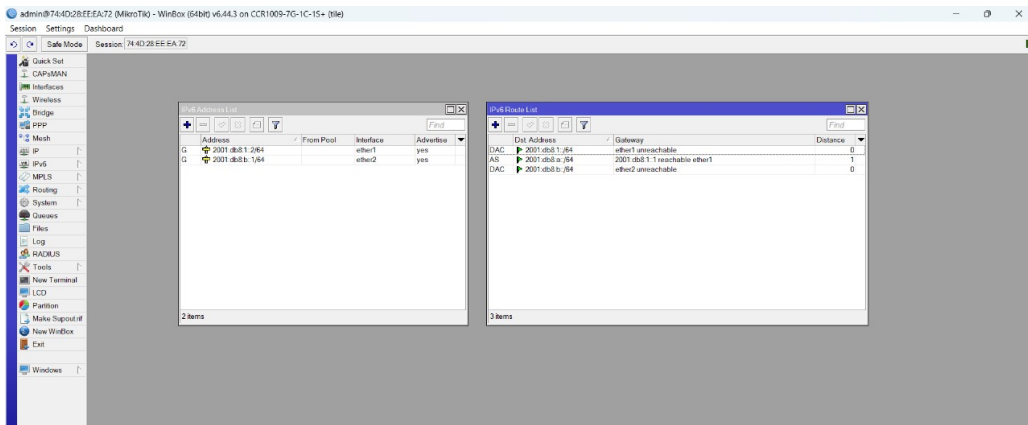 admin@74:4D:28:EE:EA:72 (MikroTik) - WinBox (64bit) v6.44.3 on CCR1009-7G-1C-1S+ (tile)
Session Settings Dashboard
Safe Mode Session: 74:4D:28:EE:EA:72
Quick Set
CAPsMAN
Interfaces
Wireless
Bridge
PPP
Mesh
IP
IPv6
MPLS
Routing
System
Queues
Files
Log
RADIUS
Tools
New Terminal
LCD
Partition
Make Supout.rif
New WinBox
Exit
Windows
IPv6 Address List
Find
Address From Pool Interface Advertise
G 2001:db8:1::2/64 ether1 yes
G 2001:db8:b::1/64 ether2 yes
2 items
IPv6 Route List
Find
Dst. Address Gateway Distance
DAC 2001:db8:1::/64 ether1 unreachable 0
AS 2001:db8:a::/64 2001:db8:1::1 reachable ether1 1
DAC 2001:db8:b::/64 ether2 unreachable 0
3 items